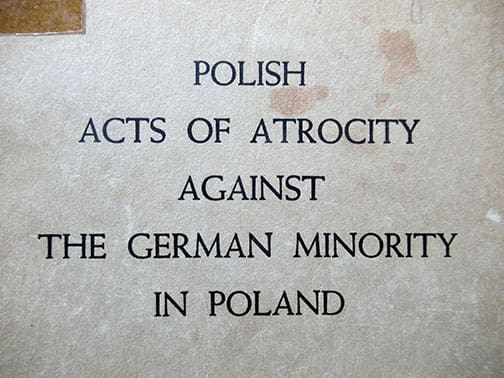 POLISH
ACTS OF ATROCITY
AGAINST
THE GERMAN MINORITY
IN POLAND